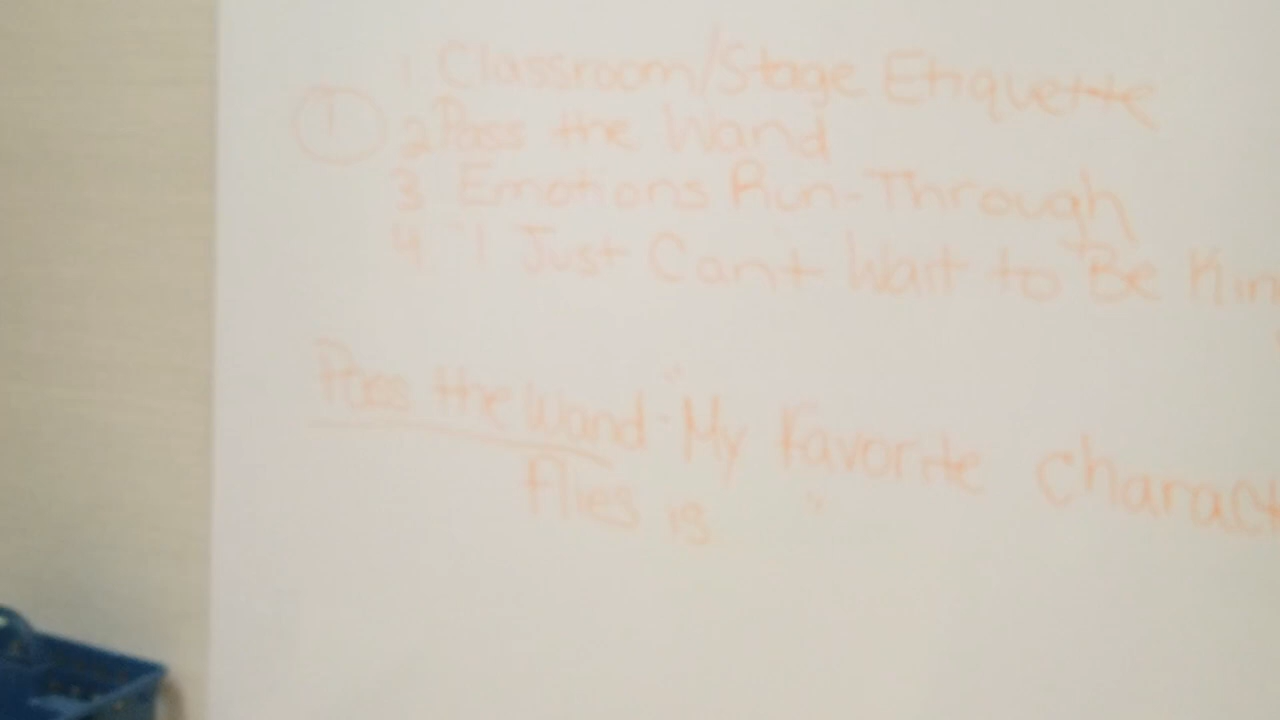 1 Classroom/Stage Etiquette
① 2 Pass the Wand
3 Emotions Run-Through
4 "I Just Can't Wait to Be Kin
Pass the Wand - "My Favorite Charact
Flies is "